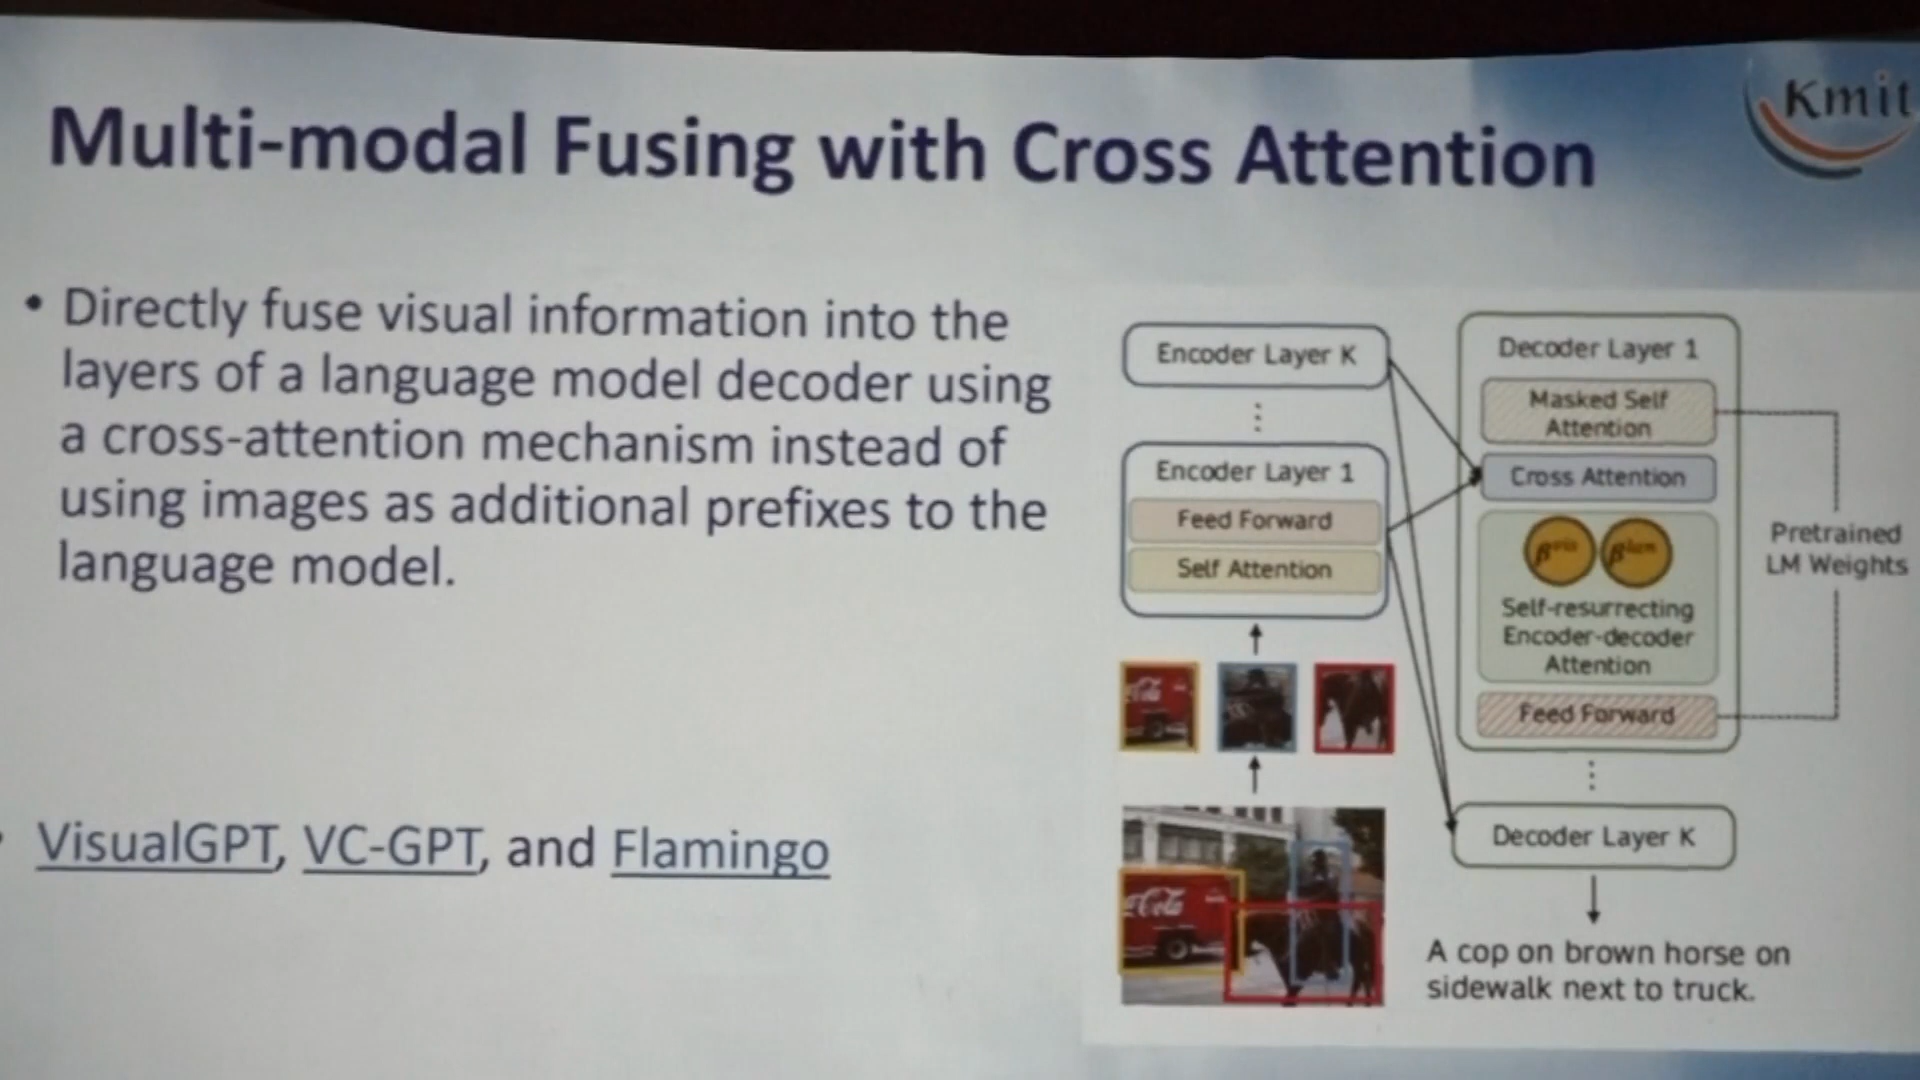 Kmit
Multi-modal Fusing with Cross Attention
• Directly fuse visual information into the
layers of a language model decoder using
a cross-attention mechanism instead of
using images as additional prefixes to the
language model.
VisualGPT, VC-GPT, and Flamingo
Encoder Layer K
Encoder Layer 1
Feed Forward
Self Attention
Decoder Layer 1
Masked Self
Attention
Cross Attention
βvis βlan
Self-resurrecting
Encoder-decoder
Attention
Feed Forward
Pretrained
LM Weights
Decoder Layer K
A cop on brown horse on
sidewalk next to truck.